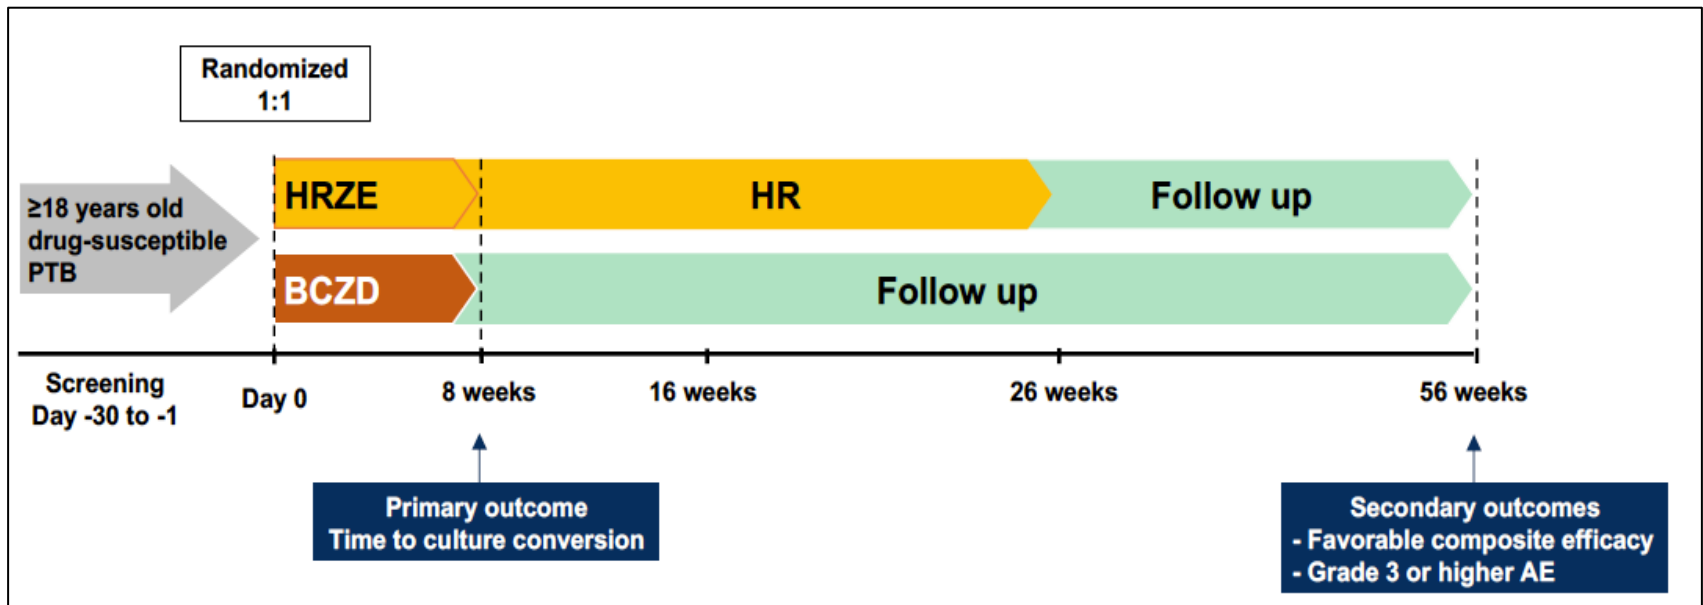 Randomized
1:1
≥18 years old
drug-susceptible
PTB
HRZE
HR
Follow up
BCZD
Follow up
Screening
Day -30 to -1
Day 0
8 weeks
16 weeks
26 weeks
56 weeks
Primary outcome
Time to culture conversion
Secondary outcomes
- Favorable composite efficacy
- Grade 3 or higher AE